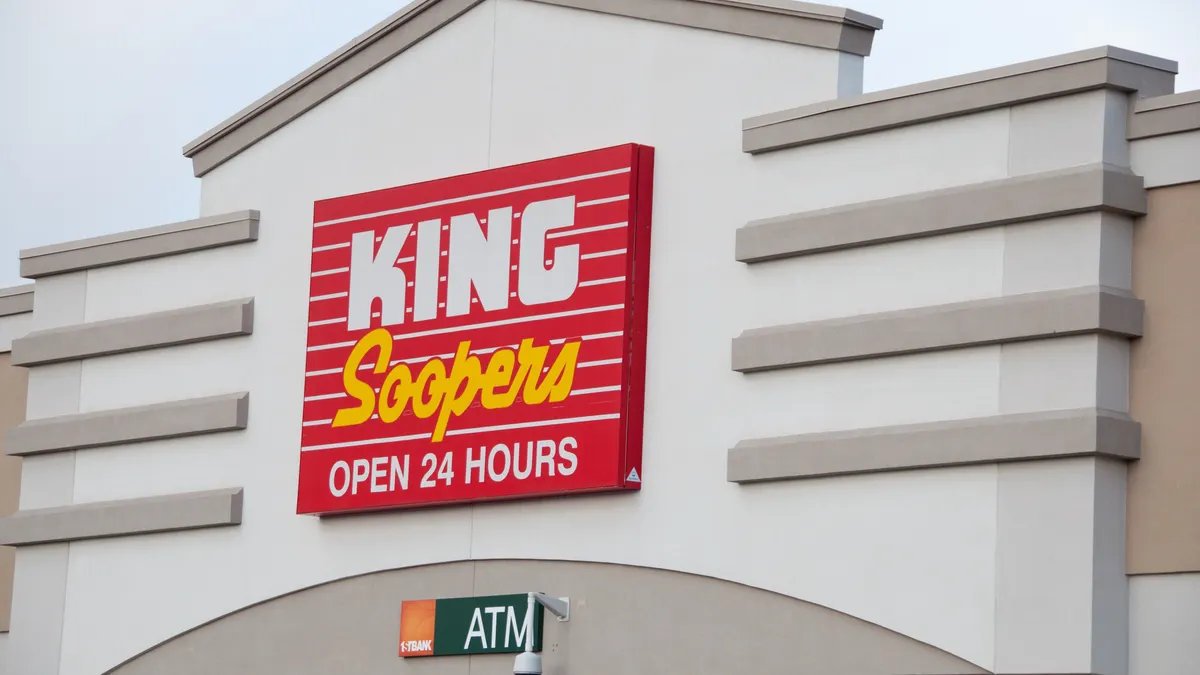 KING
Soopers
OPEN 24 HOURS
1STBANK
ATM